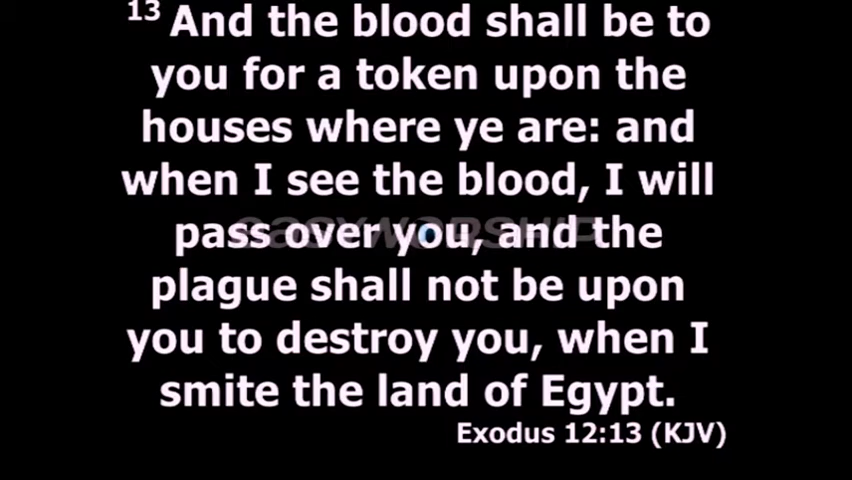 13 And the blood shall be to
you for a token upon the
houses where ye are: and
when I see the blood, I will
pass over you, and the
plague shall not be upon
you to destroy you, when I
smite the land of Egypt.
Exodus 12:13 (KJV)
easyworship